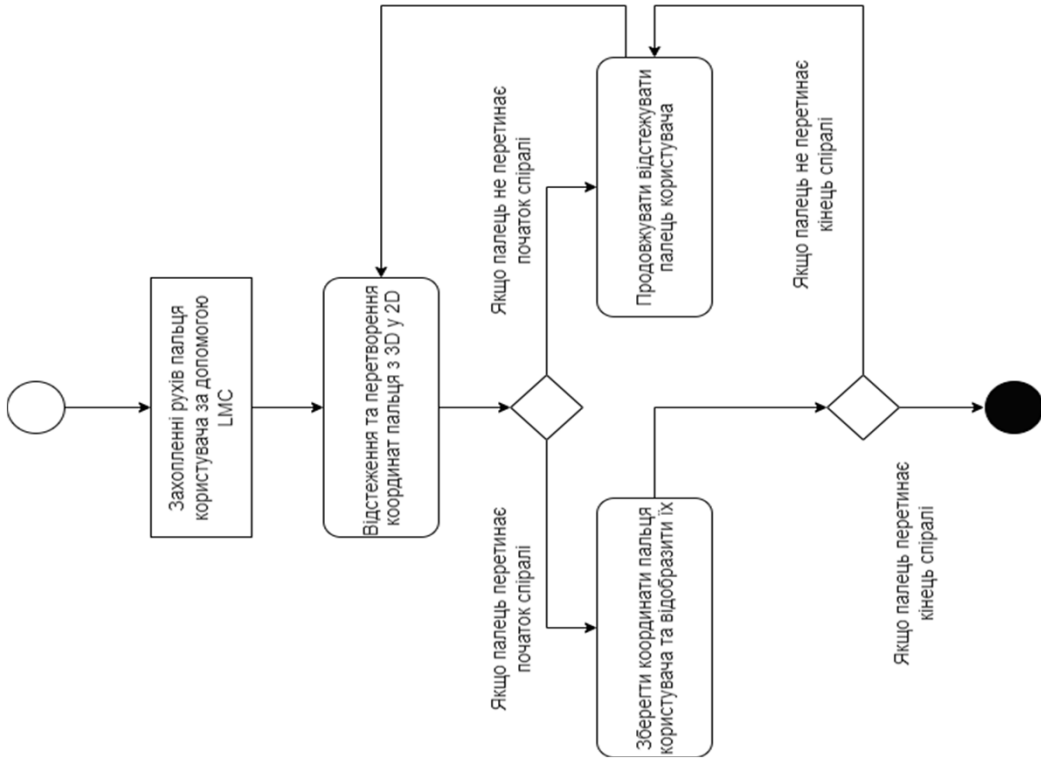 Захопленні рухів пальця
користувача за допомогою
LMC
Відстеження та перетворення
координат пальця з 3D у 2D
Якщо палець перетинає
початок спіралі
Якщо палець не перетинає
початок спіралі
Зберегти координати пальця
користувача та відобразити їх
Продовжувати відстежувати
палець користувача
Якщо палець не перетинає
кінець спіралі
Якщо палець перетинає
кінець спіралі